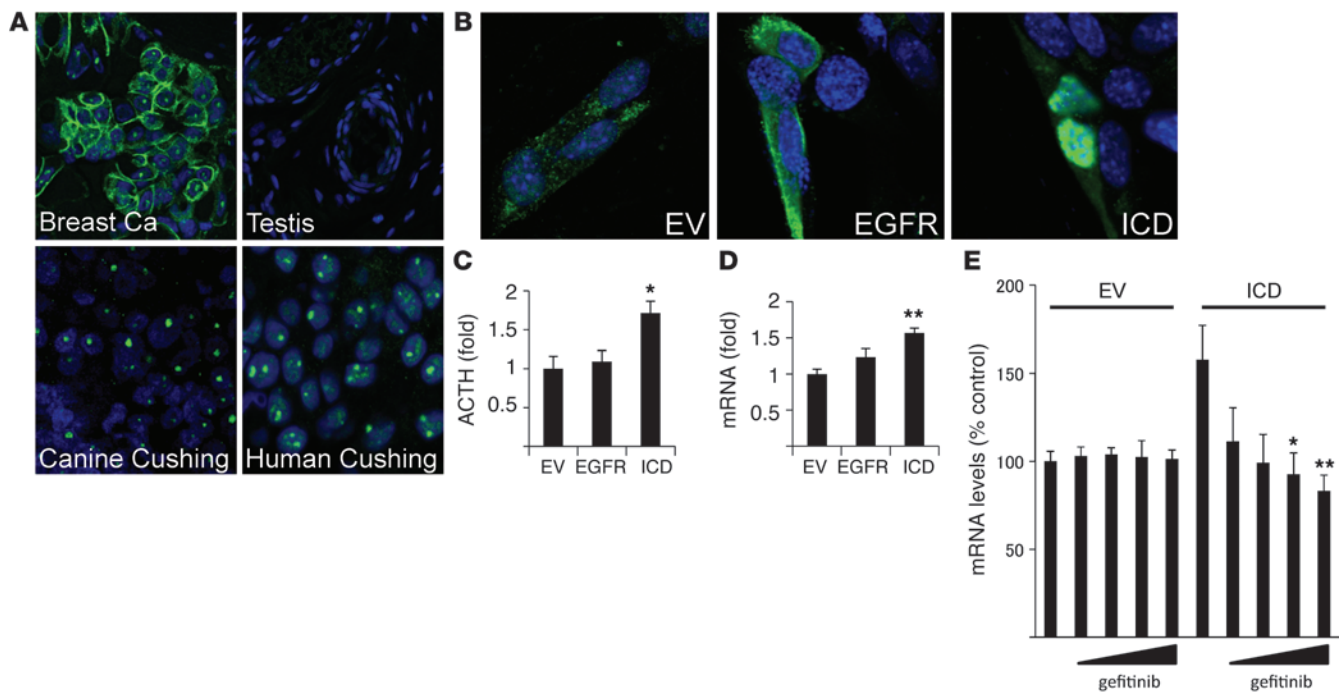 A
Breast Ca
Testis
Canine Cushing
Human Cushing
B
EV
EGFR
ICD
C
ACTH (fold)
2
1.5
1
0.5
EV EGFR ICD
*
D
mRNA (fold)
2
1.5
1
0.5
EV EGFR ICD
**
E
mRNA levels (% control)
200
150
100
50
EV
ICD
*
**
gefitinib
gefitinib